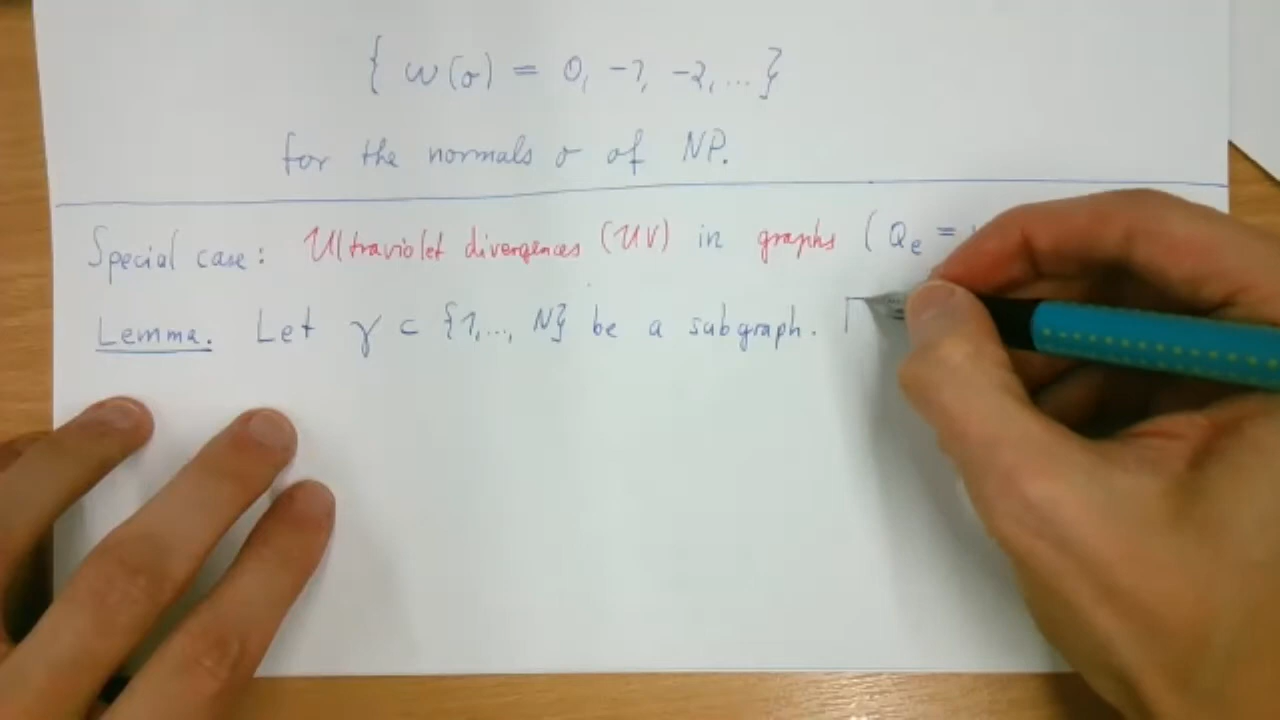 { ω(σ) = 0, -1, -2, ... }
for the normals σ of NP.
Special case: Ultraviolet divergences (UV) in graphs ( Q_e =
Lemma. Let γ ⊂ {1,..., N} be a subgraph.